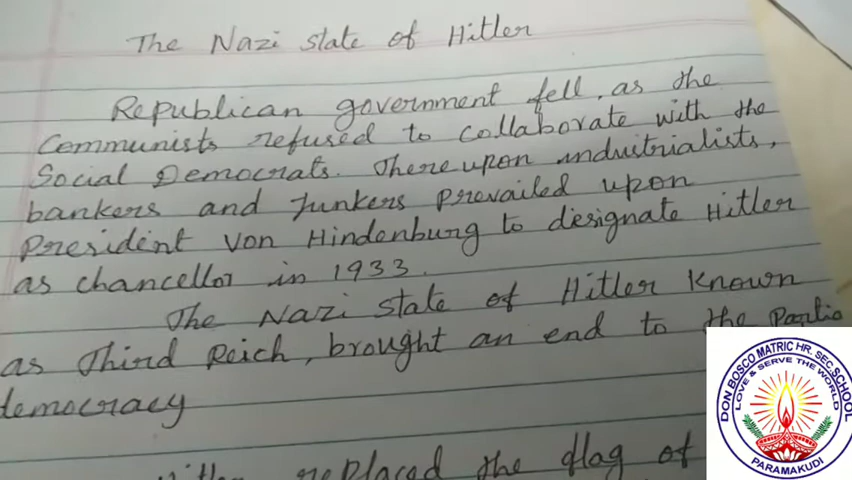 The Nazi state of Hitler
Republican government fell, as the
Communists refused to collaborate with the
Social Democrats. Thereupon industrialists,
bankers and Junkers prevailed upon
President Von Hindenburg to designate Hitler
as chancellor in 1933.
The Nazi state of Hitler known
as Third Reich, brought an end to the
democracy
replaced the flag of
DON BOSCO MATRIC HR. SEC. SCHOOL
LOVE & SERVE THE WORLD
PARAMAKUDI